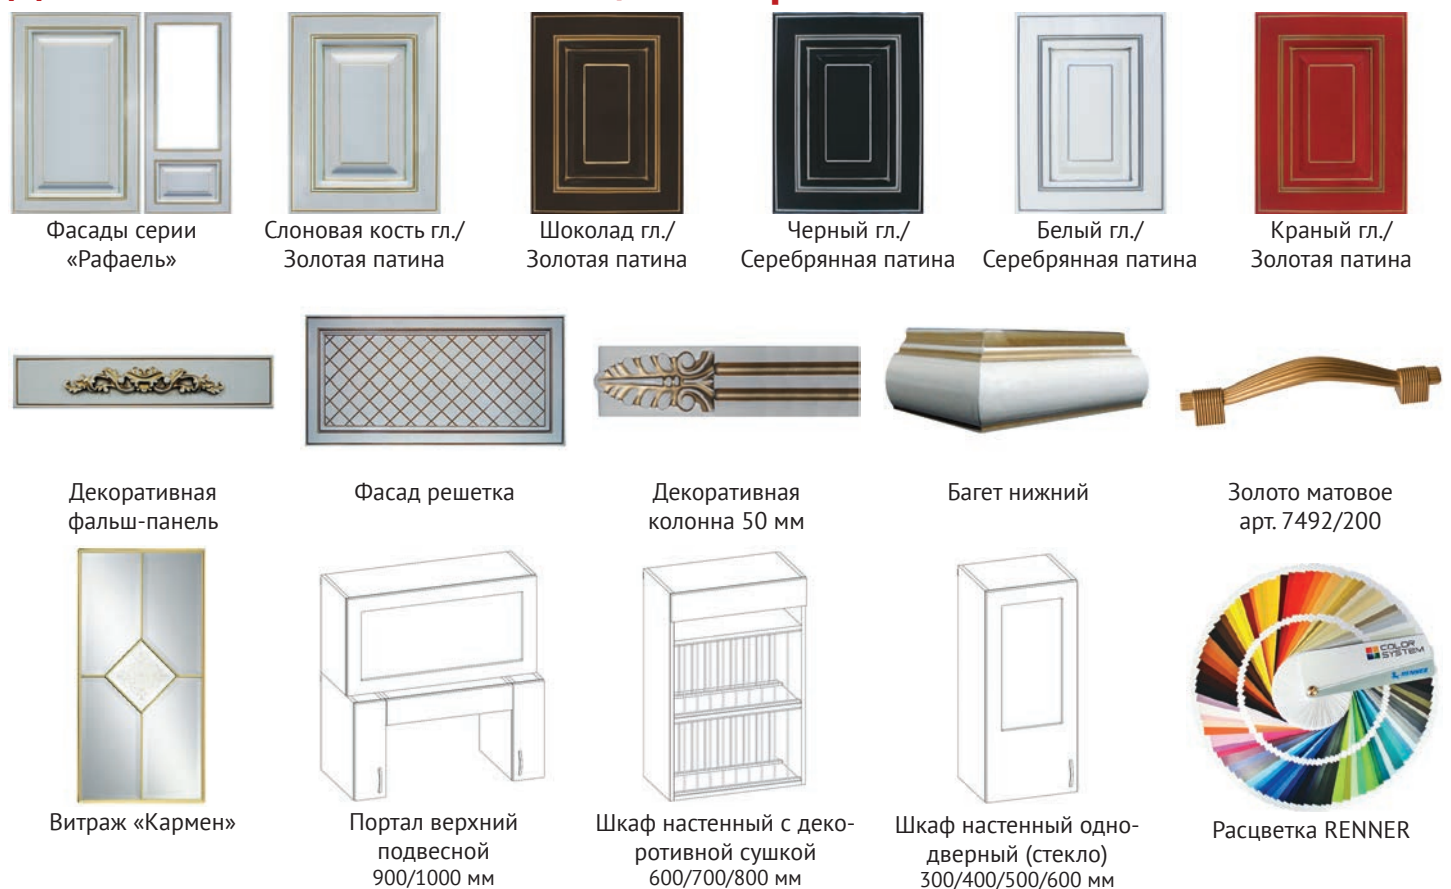 Фасады серии
«Рафаель»
Слоновая кость гл./
Золотая патина
Шоколад гл./
Золотая патина
Черный гл./
Серебрянная патина
Белый гл./
Серебрянная патина
Краный гл./
Золотая патина
Декоративная
фальш-панель
Фасад решетка
Декоративная
колонна 50 мм
Багет нижний
Золото матовое
арт. 7492/200
COLOR
SYSTEM
RENNER
Витраж «Кармен»
Портал верхний
подвесной
900/1000 мм
Шкаф настенный с деко-
ротивной сушкой
600/700/800 мм
Шкаф настенный одно-
дверный (стекло)
300/400/500/600 мм
Расцветка RENNER